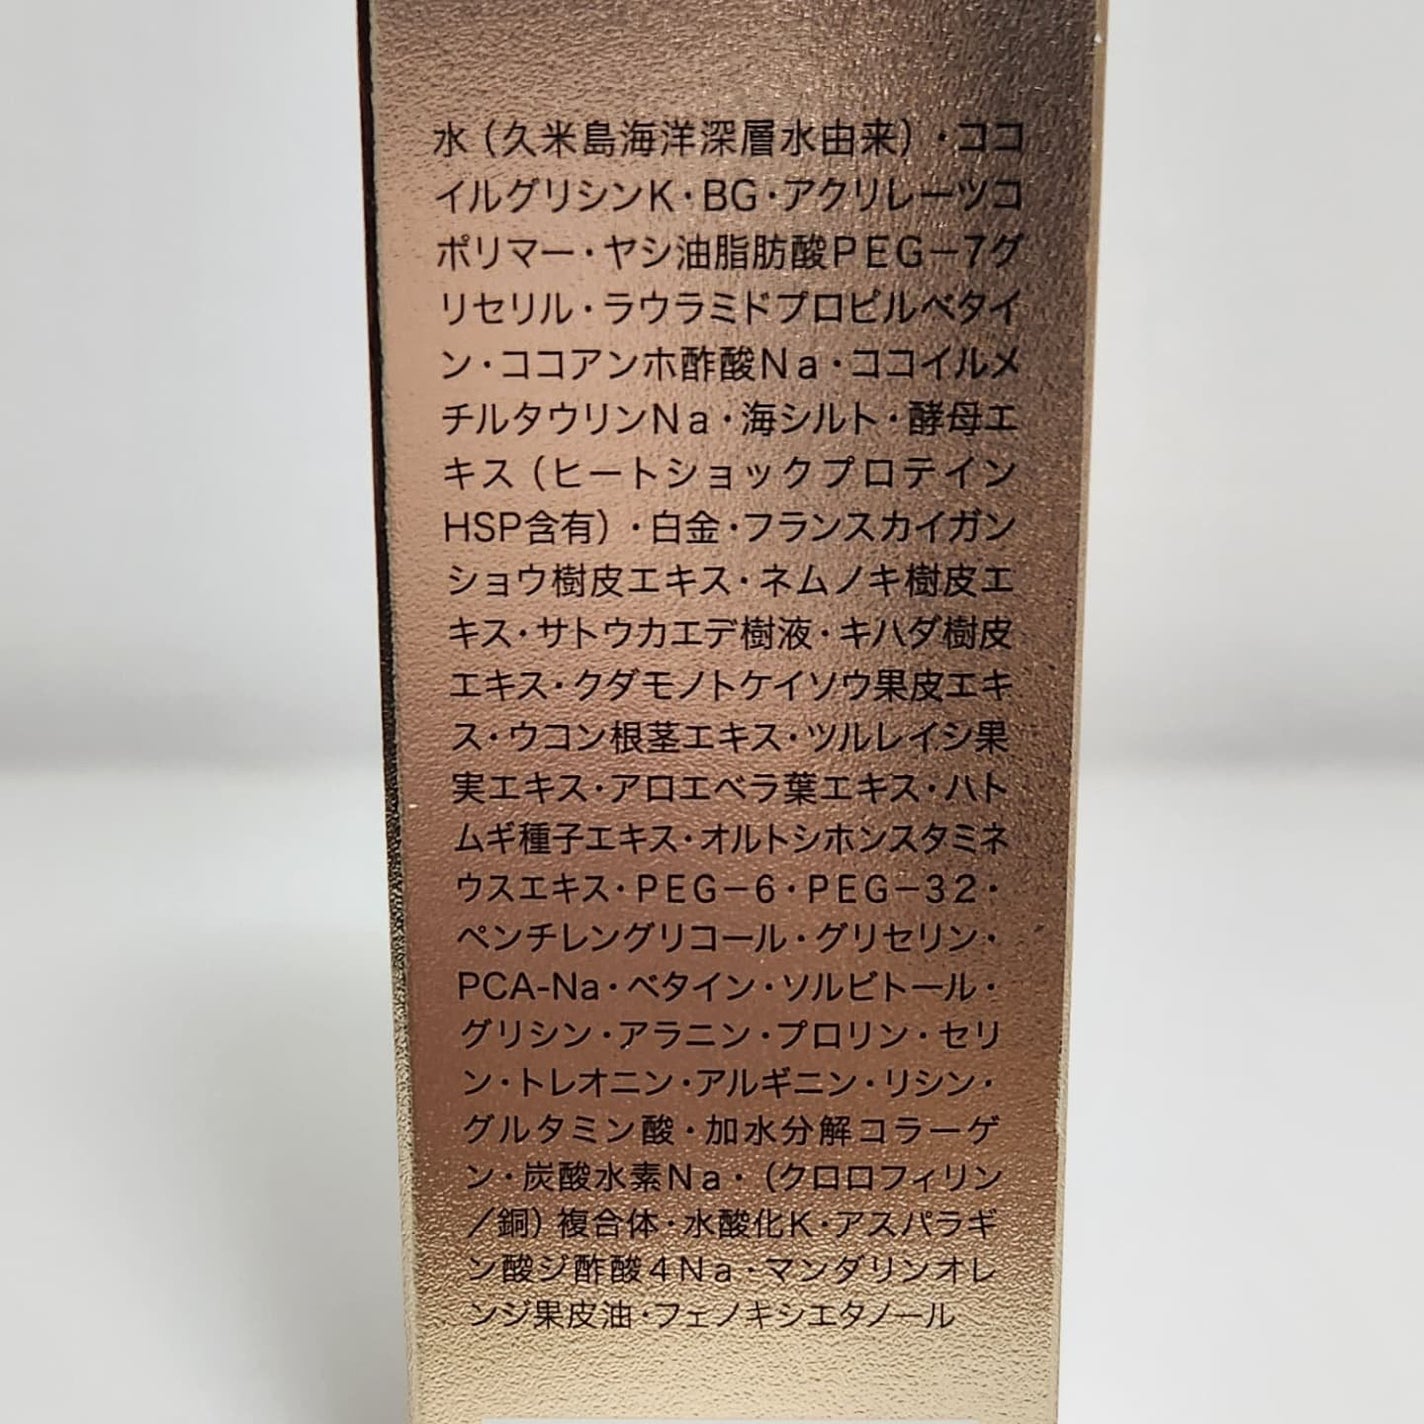 水（久米島海洋深層水由来）・ココ
イルグリシンK・BG・アクリレーツコ
ポリマー・ヤシ油脂肪酸PEG－7グ
リセリル・ラウラミドプロピルベタイ
ン・ココアンホ酢酸Na・ココイルメ
チルタウリンNa・海シルト・酵母エ
キス（ヒートショックプロテイン
HSP含有）・白金・フランスカイガン
ショウ樹皮エキス・ネムノキ樹皮エ
キス・サトウカエデ樹液・キハダ樹皮
エキス・クダモノトケイソウ果皮エキ
ス・ウコン根茎エキス・ツルレイシ果
実エキス・アロエベラ葉エキス・ハト
ムギ種子エキス・オルトシホンスタミネ
ウスエキス・PEG－6・PEG－32・
ペンチレングリコール・グリセリン・
PCA-Na・ベタイン・ソルビトール・
グリシン・アラニン・プロリン・セリ
ン・トレオニン・アルギニン・リシン・
グルタミン酸・加水分解コラーゲ
ン・炭酸水素Na・（クロロフィリン
／銅）複合体・水酸化K・アスパラギ
ン酸ジ酢酸4Na・マンダリンオレ
ンジ果皮油・フェノキシエタノール